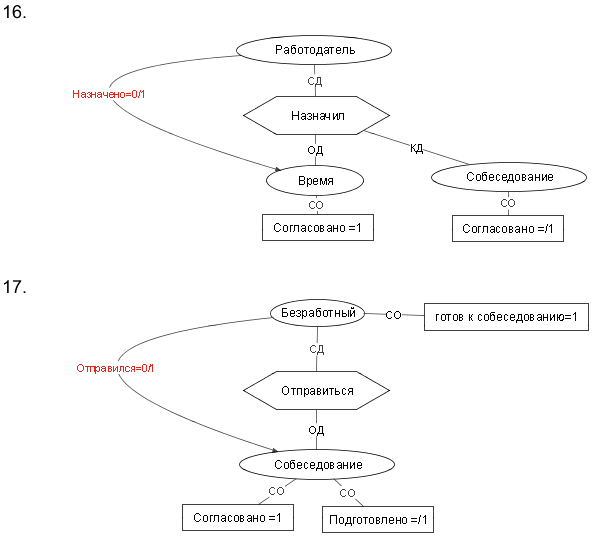 16.
Работодатель
СД
Назначено=0/1
Назначил
ОД
КД
Время
Собеседование
СО
СО
Согласовано =1
Согласовано =/1
17.
Безработный
СО
готов к собеседованию=1
СД
Отправился=0/1
Отправиться
ОД
Собеседование
СО
СО
Согласовано =1
Подготовлено =/1